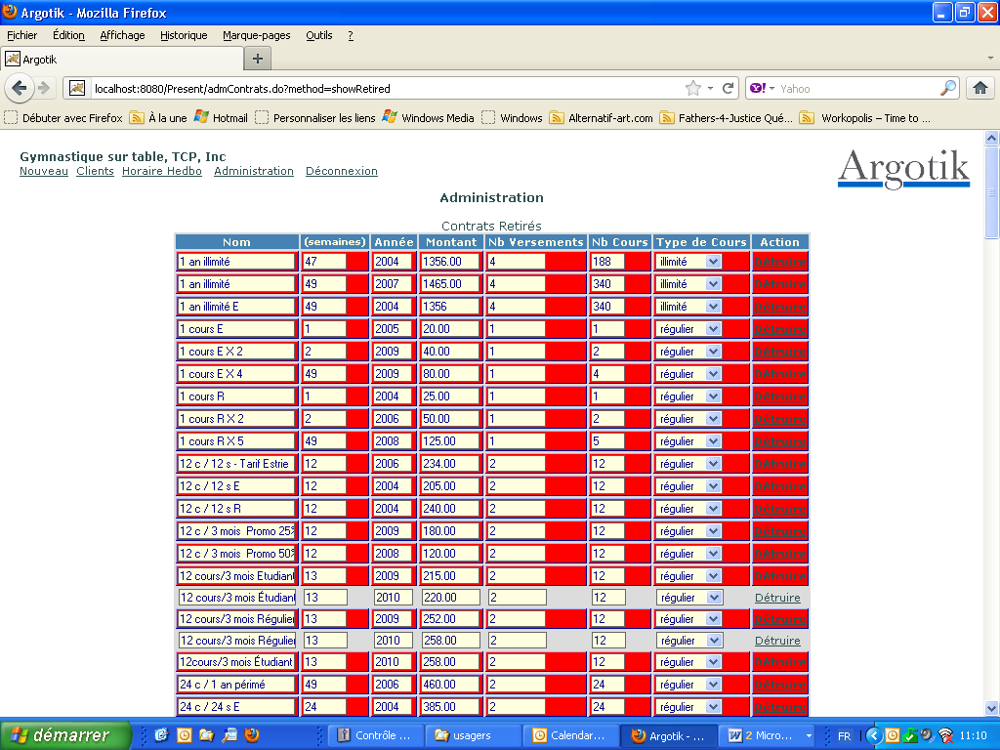 Argotik - Mozilla Firefox
Fichier Édition Affichage Historique Marque-pages Outils ?
Argotik
localhost:8080/Present/admContrats.do?method=showRetired Yahoo
Débuter avec Firefox À la une Hotmail Personnaliser les liens Windows Media Windows Alternatif-art.com Fathers-4-Justice Qué... Workopolis – Time to ...
Gymnastique sur table, TCP, Inc
Nouveau Clients Horaire Hedbo Administration Déconnexion
Argotik
Administration
Contrats Retirés
Nom (semaines) Année Montant Nb Versements Nb Cours Type de Cours Action
1 an illimité 47 2004 1356.00 4 188 illimité Détruire
1 an illimité 49 2007 1465.00 4 340 illimité Détruire
1 an illimité E 49 2004 1356 4 340 illimité Détruire
1 cours E 1 2005 20.00 1 1 régulier Détruire
1 cours E X 2 2 2009 40.00 1 2 régulier Détruire
1 cours E X 4 49 2009 80.00 1 4 régulier Détruire
1 cours R 1 2004 25.00 1 1 régulier Détruire
1 cours R X 2 2 2006 50.00 1 2 régulier Détruire
1 cours R X 5 49 2008 125.00 1 5 régulier Détruire
12 c / 12 s - Tarif Estrie 12 2006 234.00 2 12 régulier Détruire
12 c / 12 s E 12 2004 205.00 2 12 régulier Détruire
12 c / 12 s R 12 2004 240.00 2 12 régulier Détruire
12 c / 3 mois Promo 25% 12 2009 180.00 2 12 régulier Détruire
12 c / 3 mois Promo 50% 12 2008 120.00 2 12 régulier Détruire
12 cours/3 mois Etudiant 13 2009 215.00 2 12 régulier Détruire
12 cours/3 mois Étudiant 13 2010 220.00 2 12 régulier Détruire
12 cours/3 mois Régulier 13 2009 252.00 2 12 régulier Détruire
12 cours/3 mois Régulier 13 2010 258.00 2 12 régulier Détruire
12cours/3 mois Étudiant 13 2010 258.00 2 12 régulier Détruire
24 c / 1 an périmé 49 2006 460.00 2 24 régulier Détruire
24 c / 24 s E 24 2004 385.00 2 24 régulier Détruire
démarrer Contrôle ... usagers Calendar... Argotik - ... 2 Micro... FR 11:10